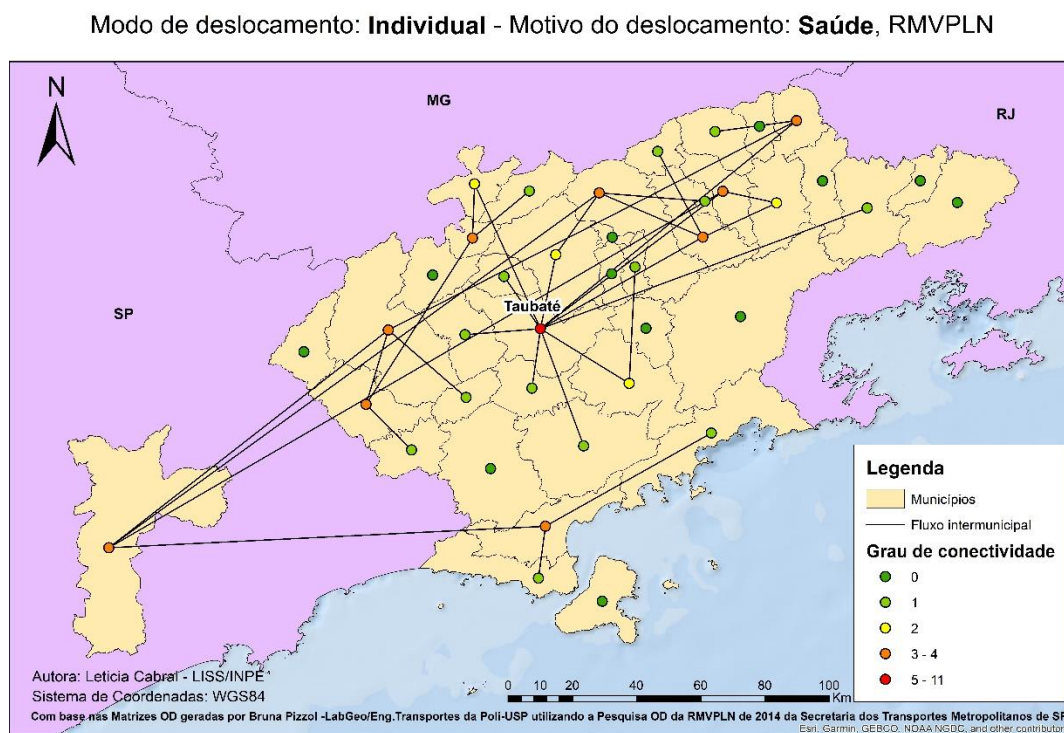 Modo de deslocamento: Individual - Motivo do deslocamento: Saúde, RMVPLN
N
MG
RJ
SP
Taubaté
Legenda
Municípios
Fluxo intermunicipal
Grau de conectividade
0
1
2
3 - 4
5 - 11
Autora: Leticia Cabral - LISS/INPE
Sistema de Coordenadas: WGS84
0 10 20 40 60 80 100
Km
Com base nas Matrizes OD geradas por Bruna Pizzol -LabGeo/Eng.Transportes da Poli-USP utilizando a Pesquisa OD da RMVPLN de 2014 da Secretaria dos Transportes Metropolitanos de SP
Esri, Garmin, GEBCO, NOAA NGDC, and other contributor